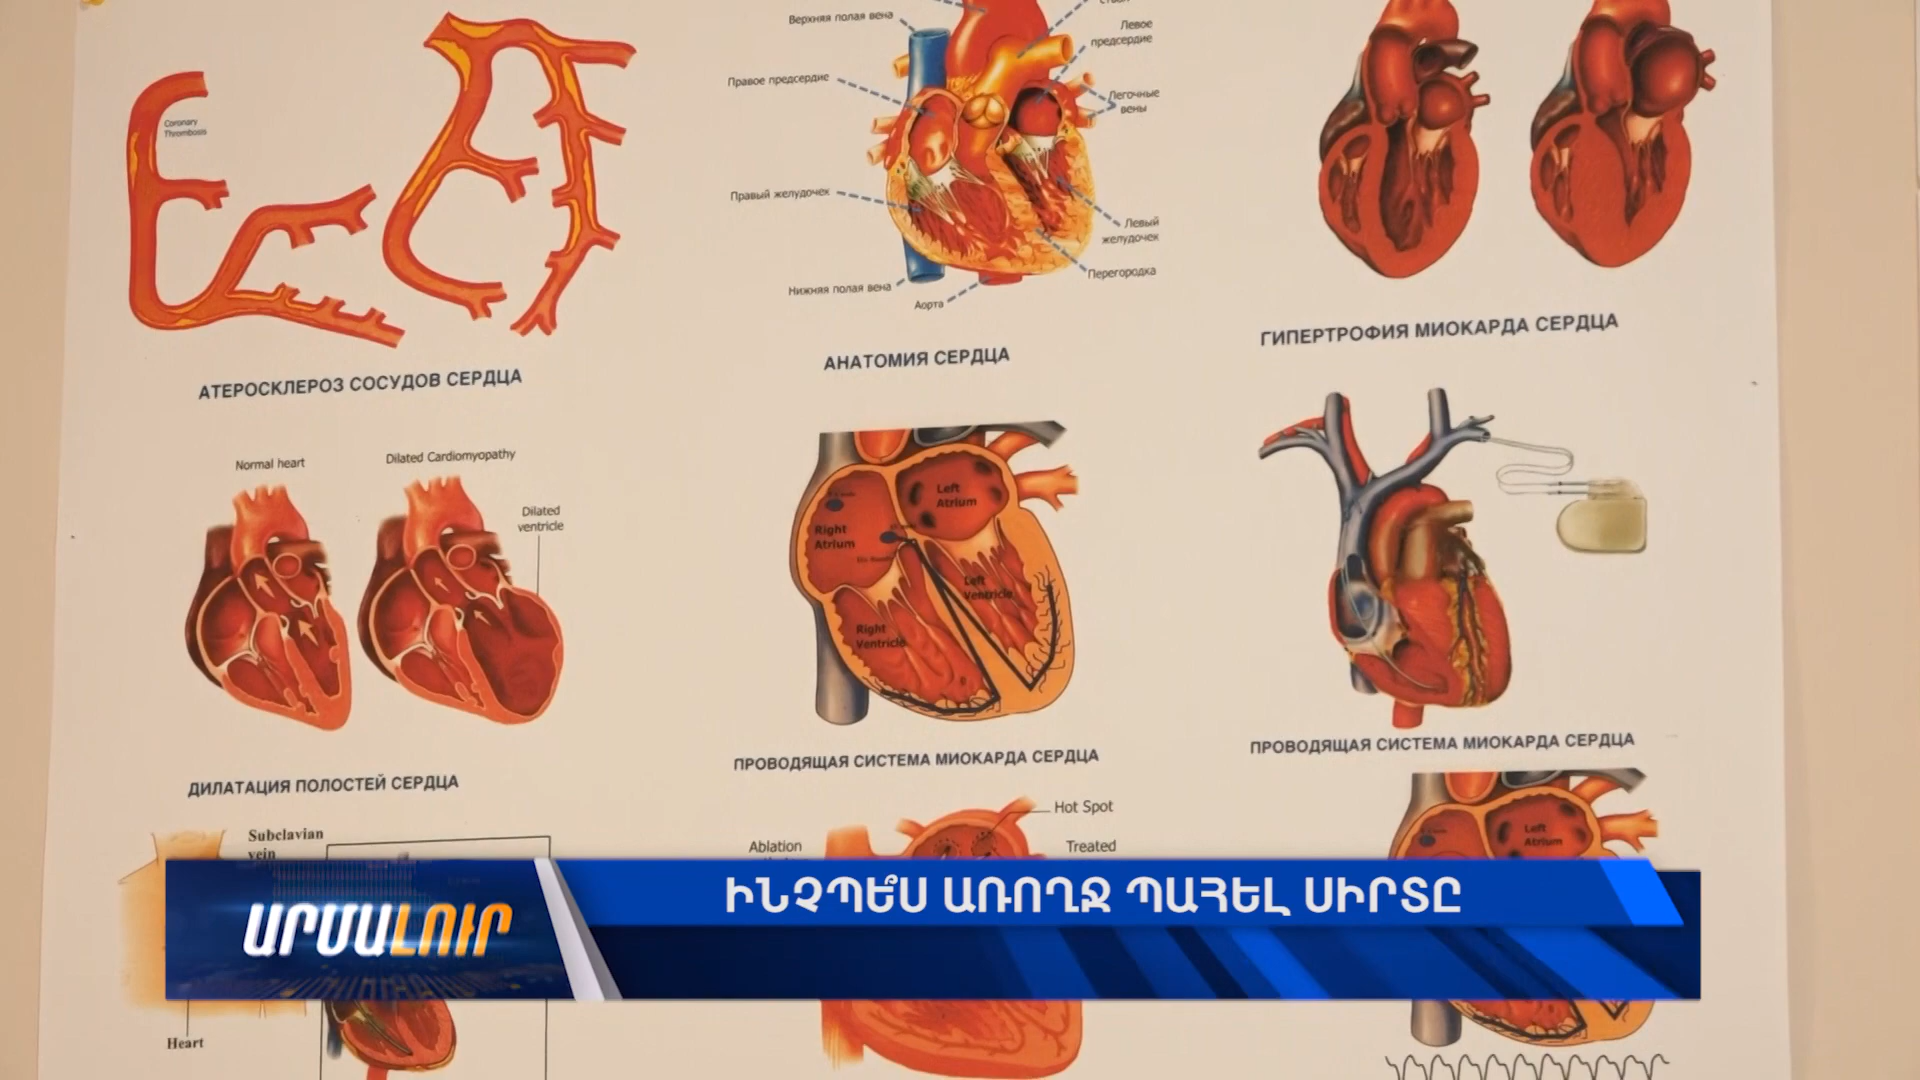 Верхняя полая вена
Левое
предсердие
Coronary
Thrombosis
Правое предсердие
Легочные
вены
Правый желудочек
Левый
желудочек
Перегородка
Нижняя полая вена
Аорта
АТЕРОСКЛЕРОЗ СОСУДОВ СЕРДЦА
АНАТОМИЯ СЕРДЦА
ГИПЕРТРОФИЯ МИОКАРДА СЕРДЦА
Normal heart
Dilated Cardiomyopathy
Dilated
ventricle
Left
Atrium
Right
Atrium
Left
Ventricle
Right
Ventricle
ДИЛАТАЦИЯ ПОЛОСТЕЙ СЕРДЦА
ПРОВОДЯЩАЯ СИСТЕМА МИОКАРДА СЕРДЦА
ПРОВОДЯЩАЯ СИСТЕМА МИОКАРДА СЕРДЦА
Subclavian
vein
Heart
Hot Spot
Ablation
Treated
Left
Atrium
ԱՐՄԱԼՈՒՐ
ԻՆՉՊԵ՞Ս ԱՌՈՂՋ ՊԱՀԵԼ ՍԻՐՏԸ